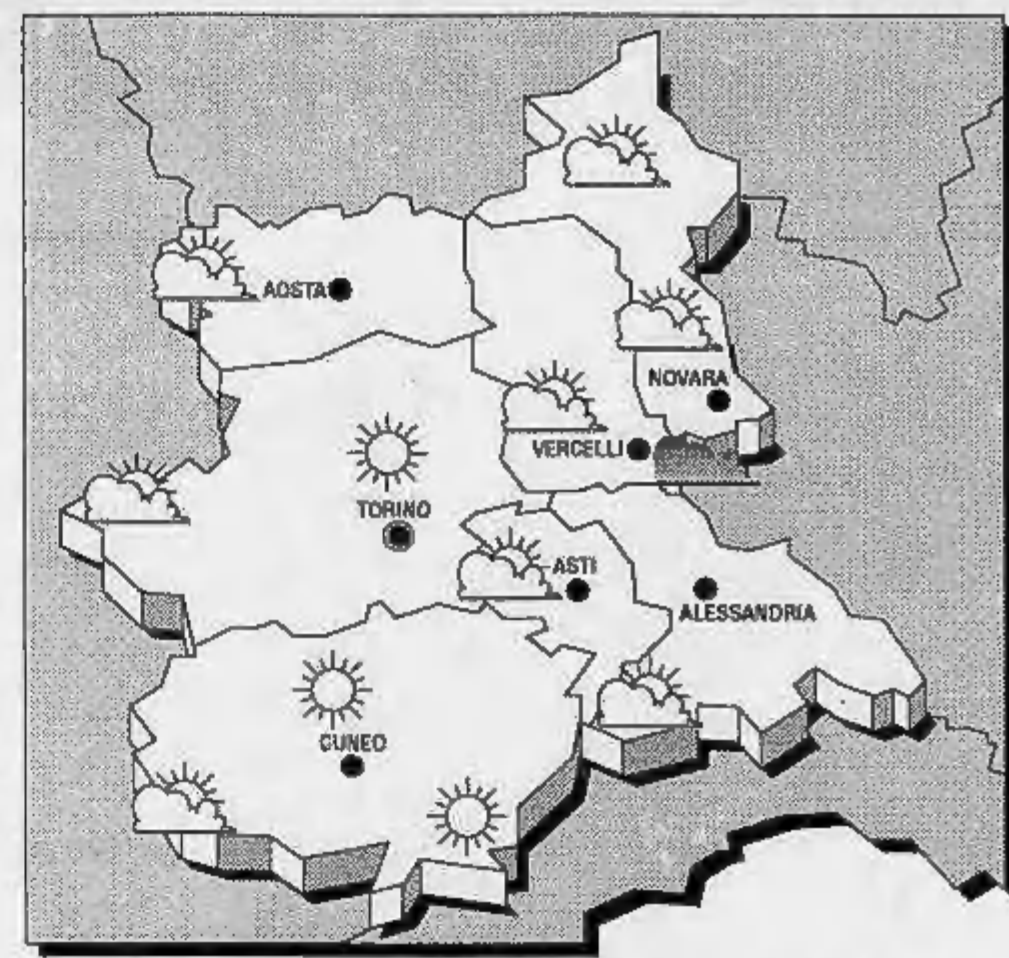 AOSTA
NOVARA
VERCELLI
TORINO
ASTI
ALESSANDRIA
CUNEO